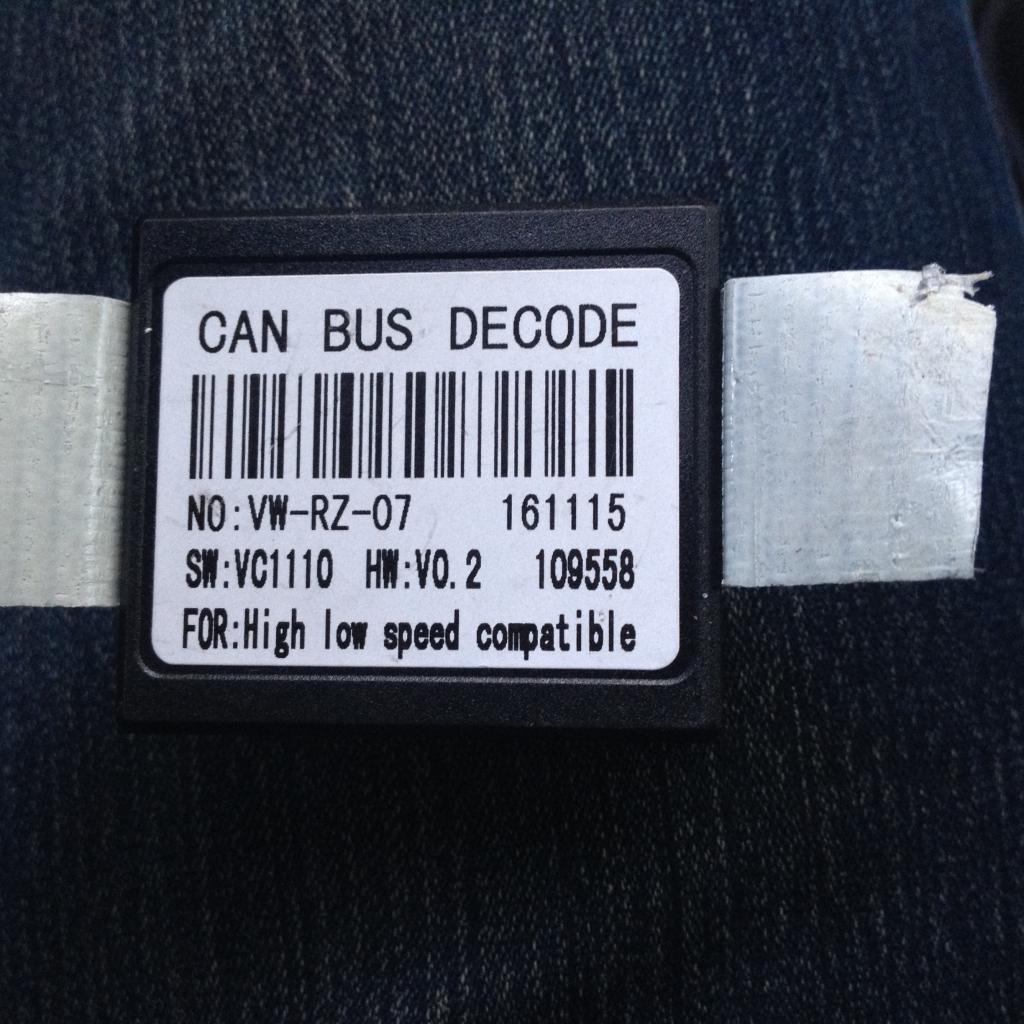 CAN BUS DECODE
NO:VW-RZ-07 161115
SW:VC1110 HW:V0.2 109558
FOR:High low speed compatible